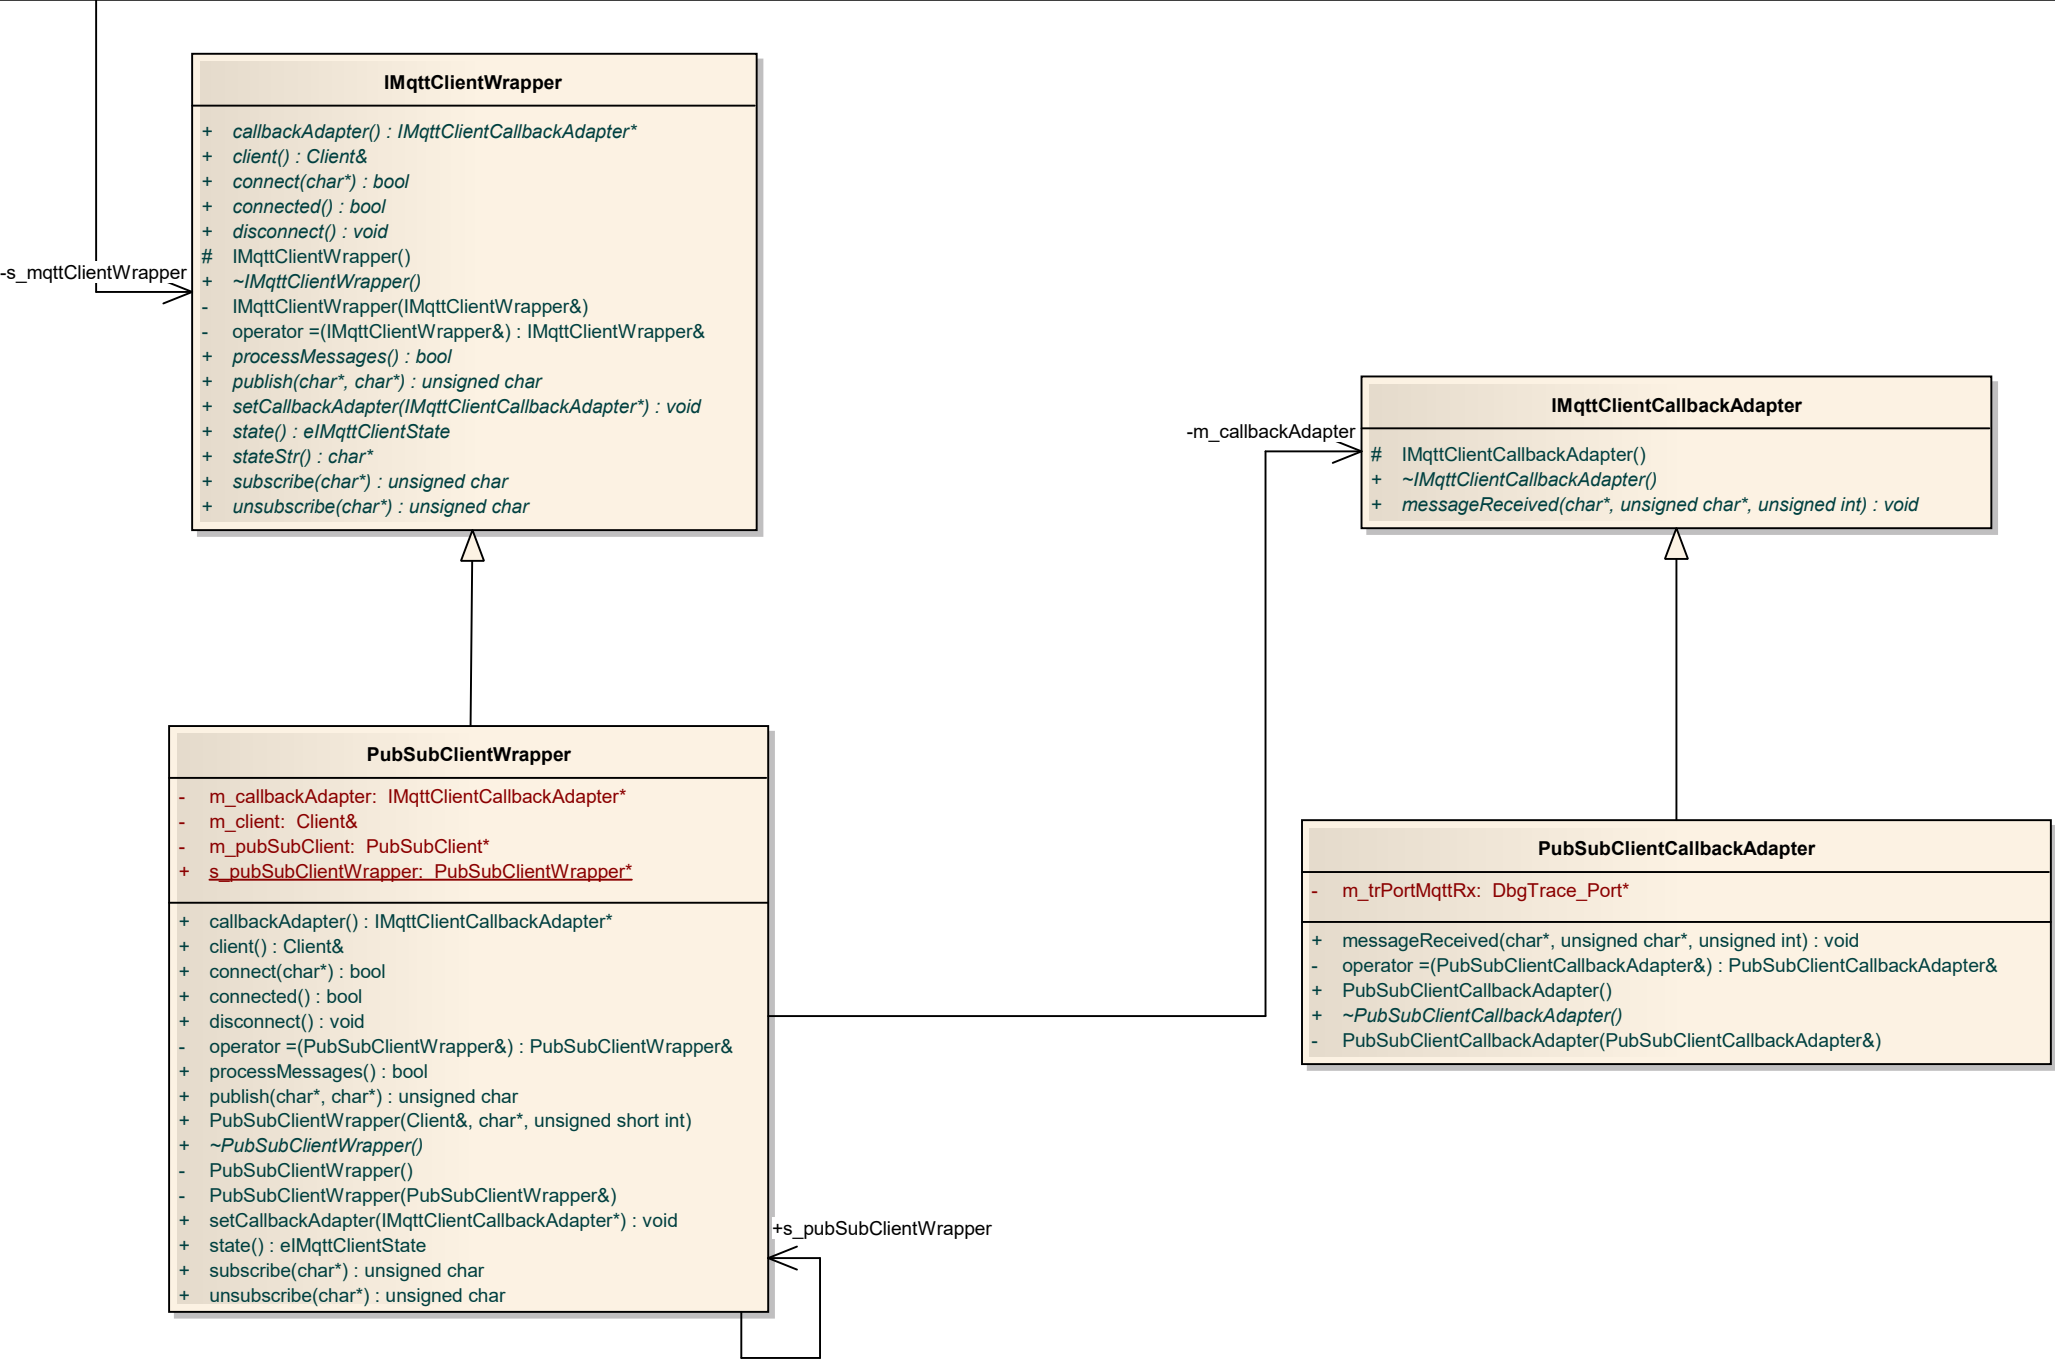 IMqttClientWrapper
+ callbackAdapter() : IMqttClientCallbackAdapter*
+ client() : Client&
+ connect(char*) : bool
+ connected() : bool
+ disconnect() : void
# IMqttClientWrapper()
+ ~IMqttClientWrapper()
- IMqttClientWrapper(IMqttClientWrapper&)
- operator =(IMqttClientWrapper&) : IMqttClientWrapper&
+ processMessages() : bool
+ publish(char*, char*) : unsigned char
+ setCallbackAdapter(IMqttClientCallbackAdapter*) : void
+ state() : eIMqttClientState
+ stateStr() : char*
+ subscribe(char*) : unsigned char
+ unsubscribe(char*) : unsigned char
-s_mqttClientWrapper
-m_callbackAdapter
IMqttClientCallbackAdapter
# IMqttClientCallbackAdapter()
+ ~IMqttClientCallbackAdapter()
+ messageReceived(char*, unsigned char*, unsigned int) : void
PubSubClientWrapper
- m_callbackAdapter: IMqttClientCallbackAdapter*
- m_client: Client&
- m_pubSubClient: PubSubClient*
+ s_pubSubClientWrapper: PubSubClientWrapper*
+ callbackAdapter() : IMqttClientCallbackAdapter*
+ client() : Client&
+ connect(char*) : bool
+ connected() : bool
+ disconnect() : void
- operator =(PubSubClientWrapper&) : PubSubClientWrapper&
+ processMessages() : bool
+ publish(char*, char*) : unsigned char
+ PubSubClientWrapper(Client&, char*, unsigned short int)
+ ~PubSubClientWrapper()
- PubSubClientWrapper()
- PubSubClientWrapper(PubSubClientWrapper&)
+ setCallbackAdapter(IMqttClientCallbackAdapter*) : void
+ state() : eIMqttClientState
+ subscribe(char*) : unsigned char
+ unsubscribe(char*) : unsigned char
+s_pubSubClientWrapper
PubSubClientCallbackAdapter
- m_trPortMqttRx: DbgTrace_Port*
+ messageReceived(char*, unsigned char*, unsigned int) : void
- operator =(PubSubClientCallbackAdapter&) : PubSubClientCallbackAdapter&
+ PubSubClientCallbackAdapter()
+ ~PubSubClientCallbackAdapter()
- PubSubClientCallbackAdapter(PubSubClientCallbackAdapter&)